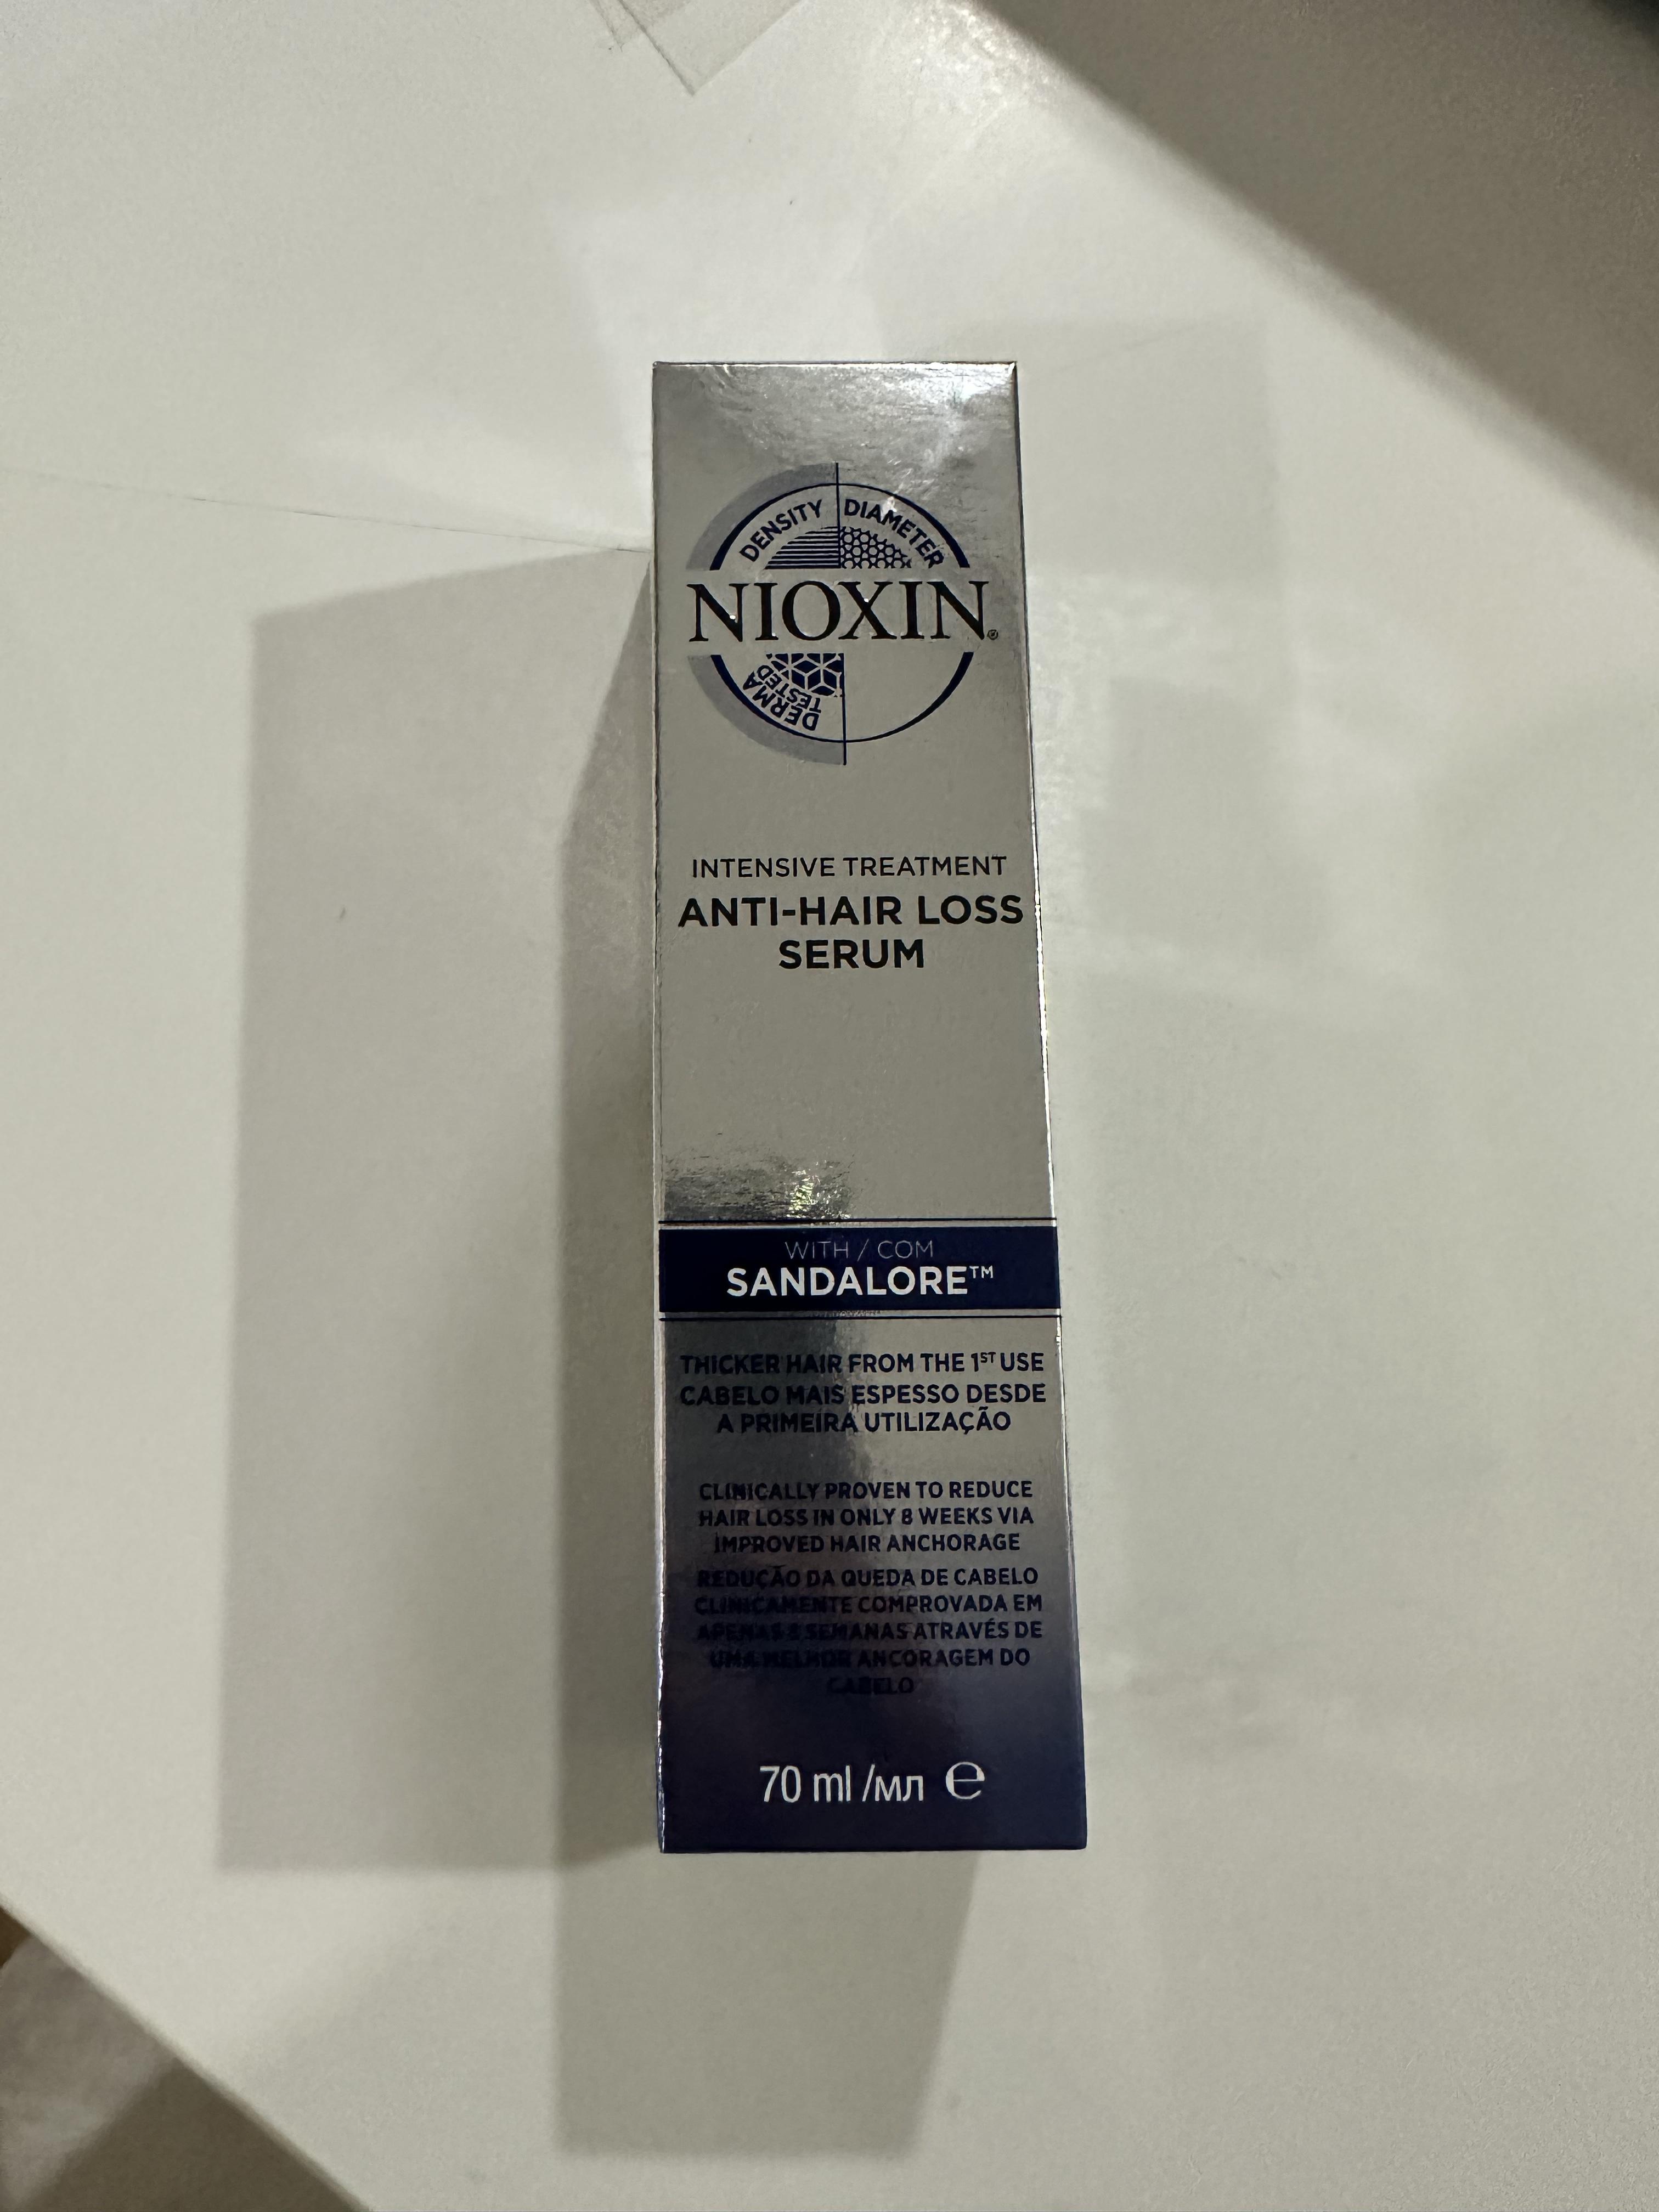 DENSITY DIAMETER
NIOXIN®
DERMA
TESTED
INTENSIVE TREATMENT
ANTI-HAIR LOSS
SERUM
WITH / COM
SANDALORE™
THICKER HAIR FROM THE 1ST USE
CABELO MAIS ESPESSO DESDE
A PRIMEIRA UTILIZAÇÃO
CLINICALLY PROVEN TO REDUCE
HAIR LOSS IN ONLY 8 WEEKS VIA
IMPROVED HAIR ANCHORAGE
REDUÇÃO DA QUEDA DE CABELO
CLINICAMENTE COMPROVADA EM
APENAS 8 SEMANAS ATRAVÉS DE
UMA MELHOR ANCORAGEM DO
CABELO
70 ml /мл ℮